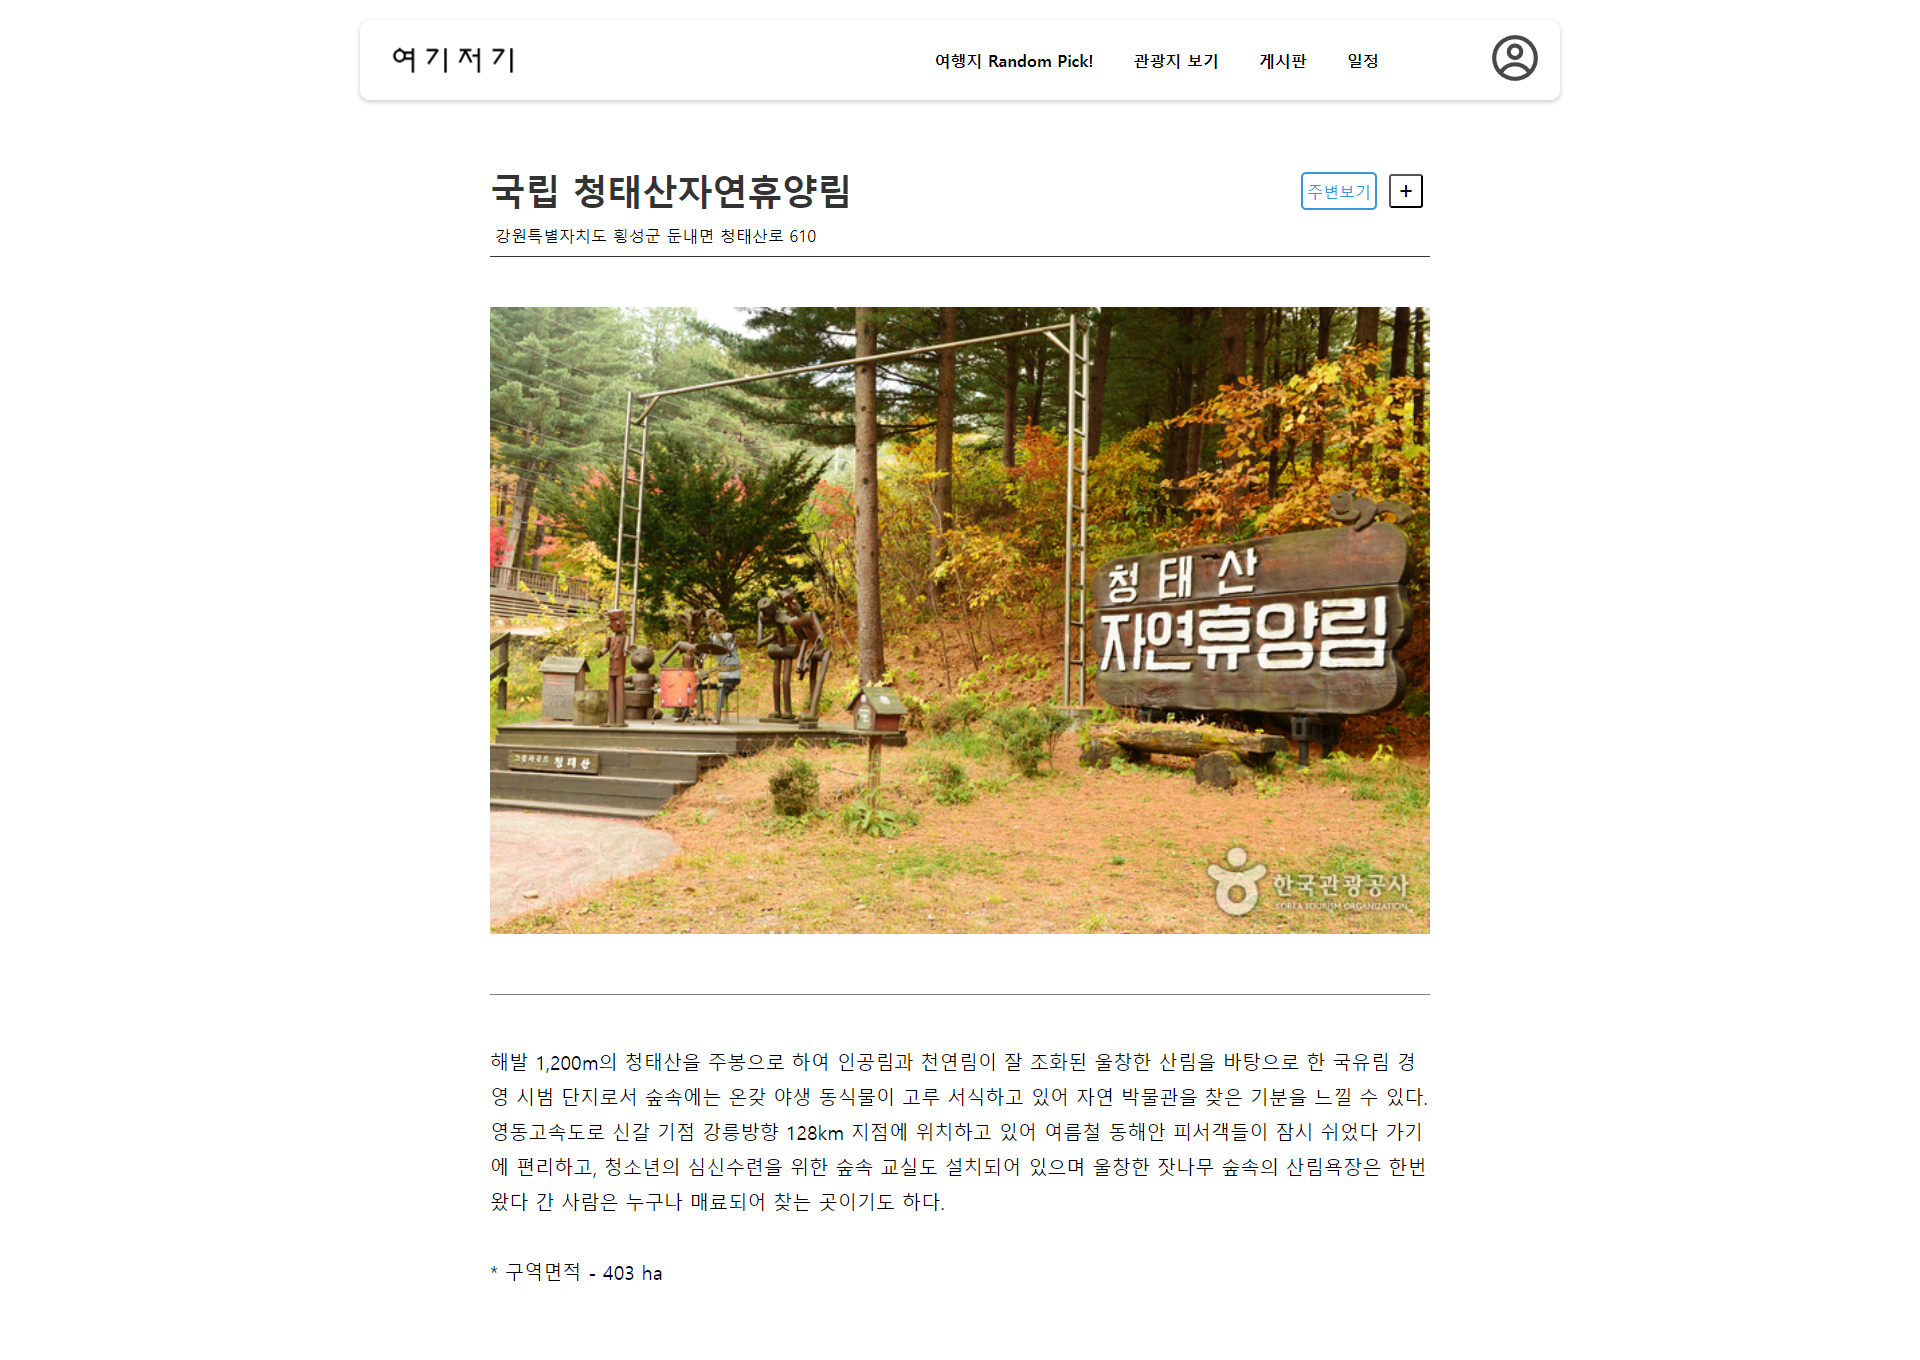 여기저기
여행지 Random Pick! 관광지 보기 게시판 일정
국립 청태산자연휴양림
주변보기 +
강원특별자치도 횡성군 둔내면 청태산로 610
청태산
자연휴양림
청태산
한국관광공사
KOREA TOURISM ORGANIZATION
해발 1,200m의 청태산을 주봉으로 하여 인공림과 천연림이 잘 조화된 울창한 산림을 바탕으로 한 국유림 경
영 시범 단지로서 숲속에는 온갖 야생 동식물이 고루 서식하고 있어 자연 박물관을 찾은 기분을 느낄 수 있다.
영동고속도로 신갈 기점 강릉방향 128km 지점에 위치하고 있어 여름철 동해안 피서객들이 잠시 쉬었다 가기
에 편리하고, 청소년의 심신수련을 위한 숲속 교실도 설치되어 있으며 울창한 잣나무 숲속의 산림욕장은 한번
왔다 간 사람은 누구나 매료되어 찾는 곳이기도 하다.
* 구역면적 - 403 ha